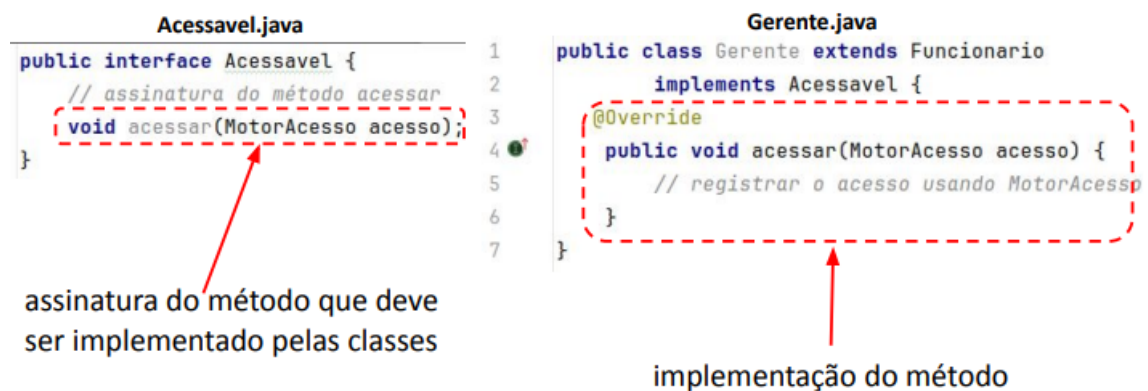 Acessavel.java
public interface Acessavel {
// assinatura do método acessar
void acessar(MotorAcesso acesso);
}
assinatura do método que deve
ser implementado pelas classes
Gerente.java
1 public class Gerente extends Funcionario
2 implements Acessavel {
3 @Override
4 public void acessar(MotorAcesso acesso) {
5 // registrar o acesso usando MotorAcesso
6 }
7 }
implementação do método